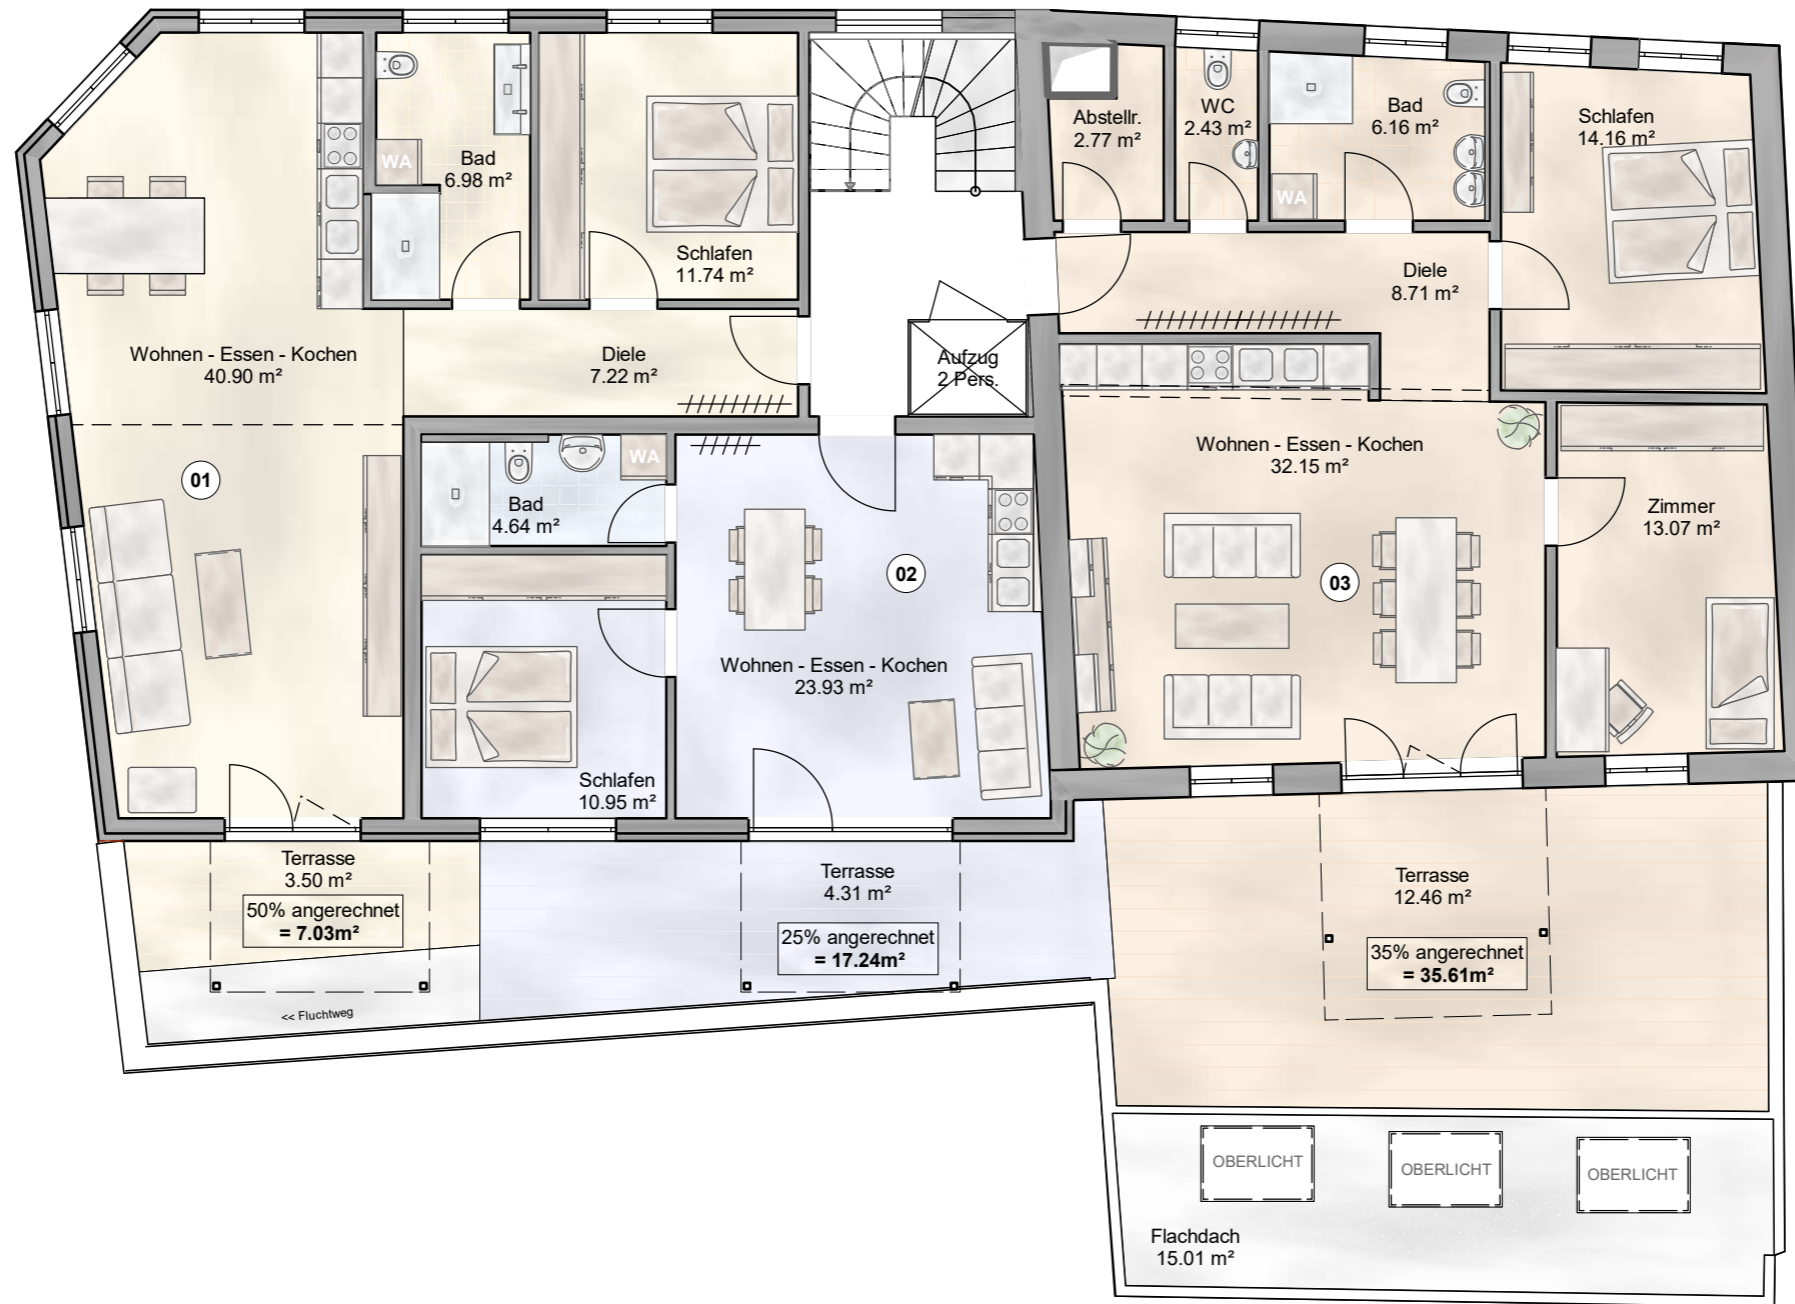 WA
Bad
6.98 m²
Schlafen
11.74 m²
Abstellr.
2.77 m²
WC
2.43 m²
Bad
6.16 m²
WA
Schlafen
14.16 m²
Diele
8.71 m²
Wohnen - Essen - Kochen
40.90 m²
Diele
7.22 m²
Aufzug
2 Pers.
01
WA
Bad
4.64 m²
02
Wohnen - Essen - Kochen
23.93 m²
Schlafen
10.95 m²
Wohnen - Essen - Kochen
32.15 m²
03
Zimmer
13.07 m²
Terrasse
3.50 m²
50% angerechnet
= 7.03m²
<< Fluchtweg
Terrasse
4.31 m²
25% angerechnet
= 17.24m²
Terrasse
12.46 m²
35% angerechnet
= 35.61m²
OBERLICHT
OBERLICHT
OBERLICHT
Flachdach
15.01 m²